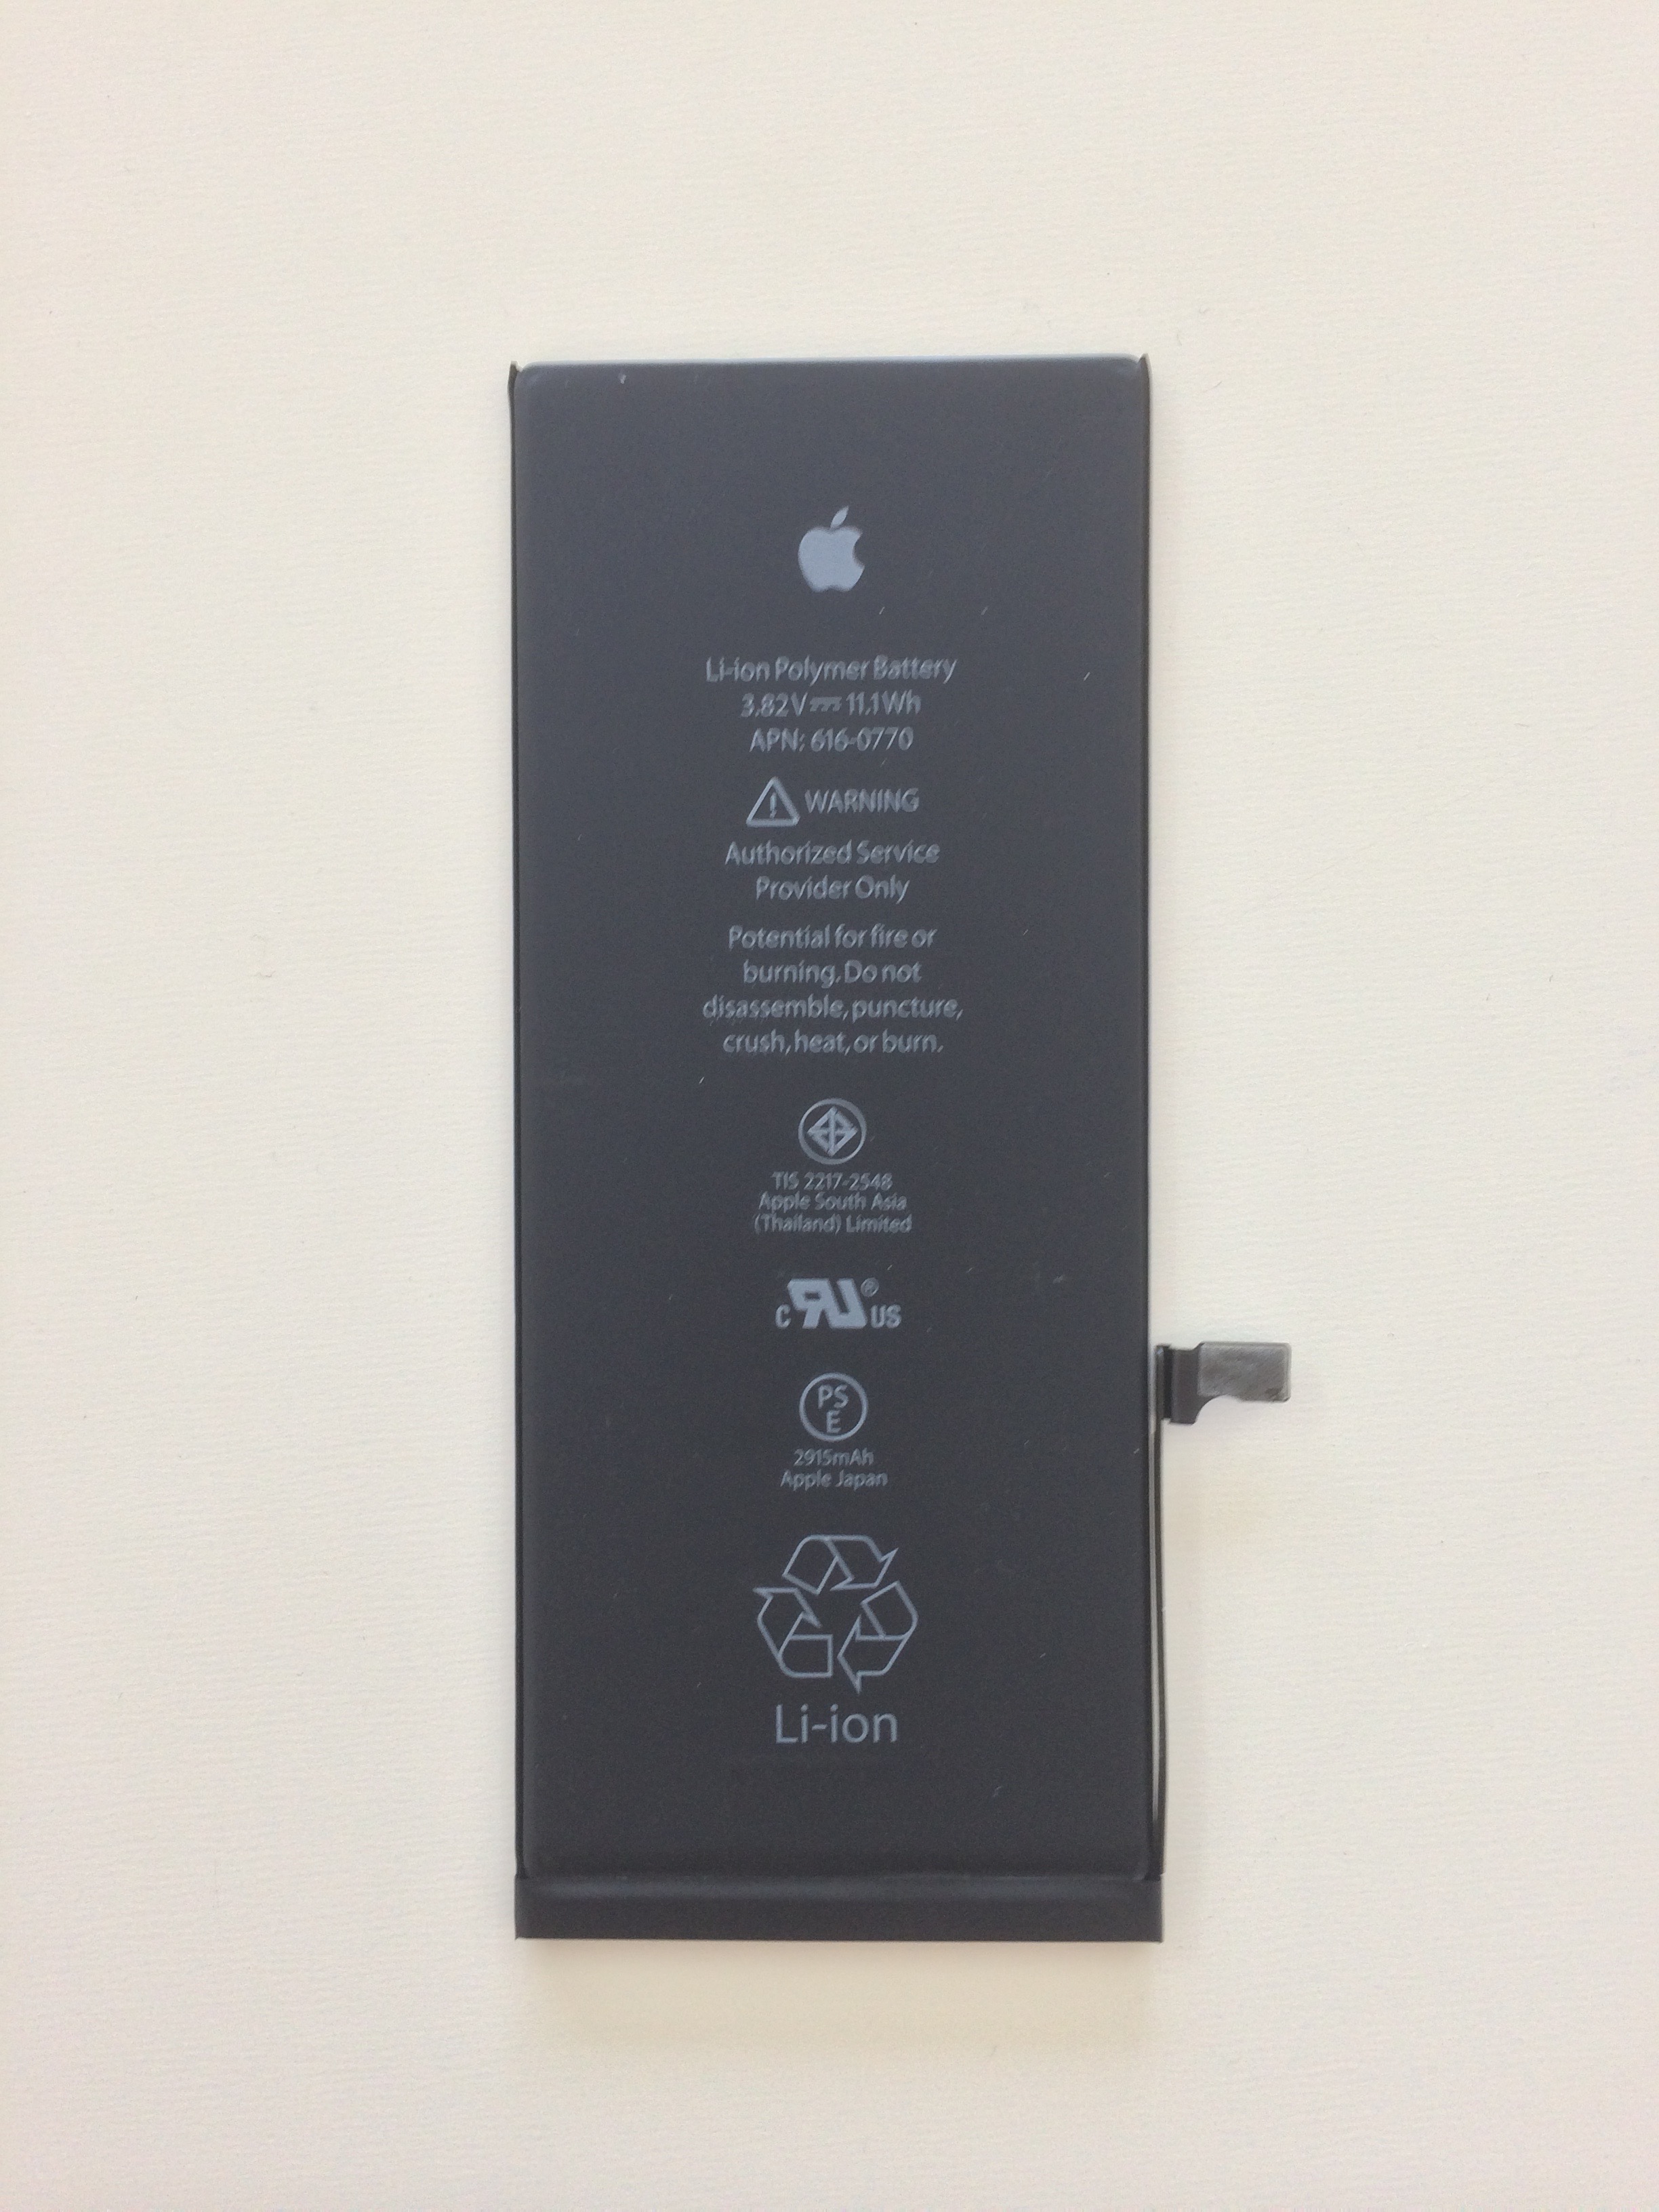 Li-ion Polymer Battery
3.82V ⎓ 11.1Wh
APN: 616-0770
WARNING
Authorized Service
Provider Only
Potential for fire or
burning. Do not
disassemble, puncture,
crush, heat, or burn.
TIS 2217-2548
Apple South Asia
(Thailand) Limited
c RU® US
PS
E
2915mAh
Apple Japan
Li-ion